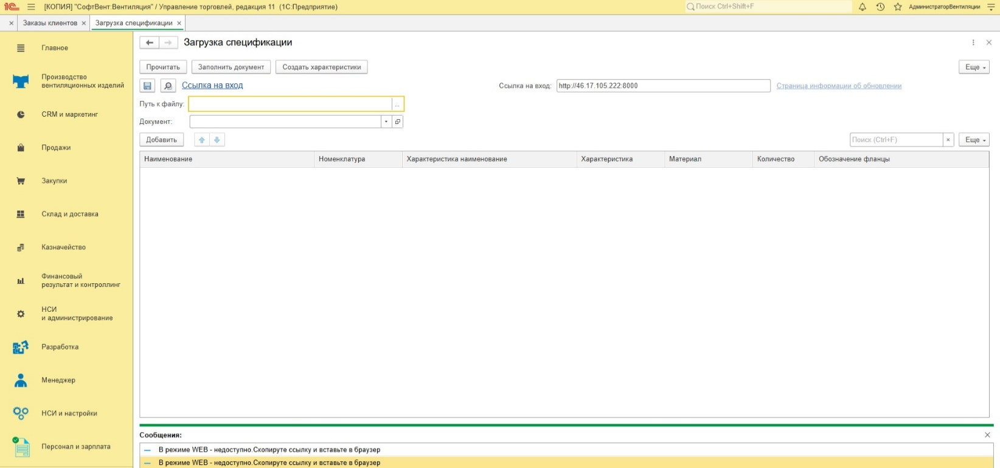 1С [КОПИЯ] "СофтВент:Вентиляция" / Управление торговлей, редакция 11 (1С:Предприятие) Поиск Ctrl+Shift+F АдминистраторВентиляции
Заказы клиентов × Загрузка спецификации ×
Главное
Производство
вентиляционных изделий
CRM и маркетинг
Продажи
Закупки
Склад и доставка
Казначейство
Финансовый
результат и контроллинг
НСИ
и администрирование
Разработка
Менеджер
НСИ и настройки
Персонал и зарплата
Загрузка спецификации
Прочитать Заполнить документ Создать характеристики Еще
Ссылка на вход Ссылка на вход: http://46.17.105.222:8000 Страница информации об обновлении
Путь к файлу: ...
Документ:
Добавить Поиск (Ctrl+F) × Еще
Наименование Номенклатура Характеристика наименование Характеристика Материал Количество Обозначение фланцы
Сообщения:
В режиме WEB - недоступно.Скопируте ссылку и вставьте в браузер
В режиме WEB - недоступно.Скопируте ссылку и вставьте в браузер